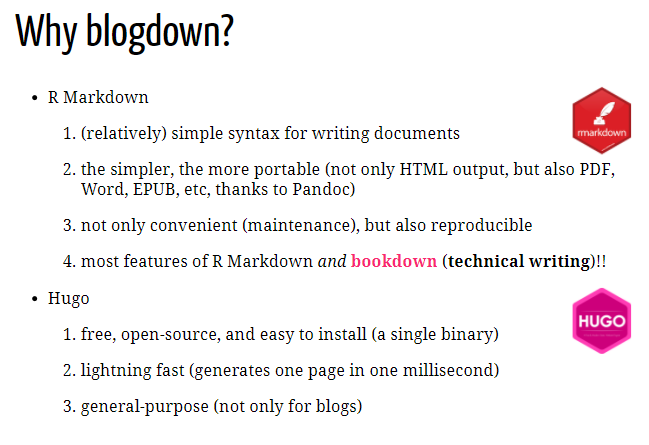 Why blogdown?
• R Markdown
rmarkdown
1. (relatively) simple syntax for writing documents
2. the simpler, the more portable (not only HTML output, but also PDF,
Word, EPUB, etc, thanks to Pandoc)
3. not only convenient (maintenance), but also reproducible
4. most features of R Markdown and bookdown (technical writing)!!
• Hugo
HUGO
1. free, open-source, and easy to install (a single binary)
2. lightning fast (generates one page in one millisecond)
3. general-purpose (not only for blogs)